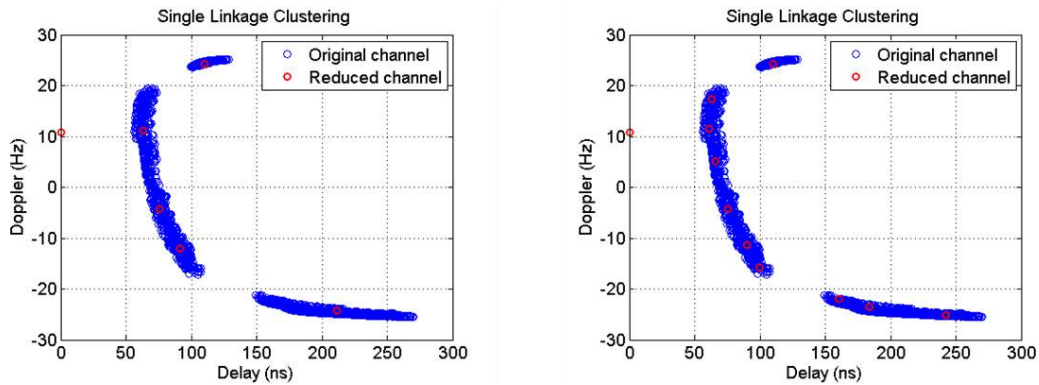 Single Linkage Clustering
30
20
10
0
-10
-20
-30
0
50
100
150
200
250
300
Doppler (Hz)
Delay (ns)
Original channel
Reduced channel
Single Linkage Clustering
30
20
10
0
-10
-20
-30
0
50
100
150
200
250
300
Doppler (Hz)
Delay (ns)
Original channel
Reduced channel